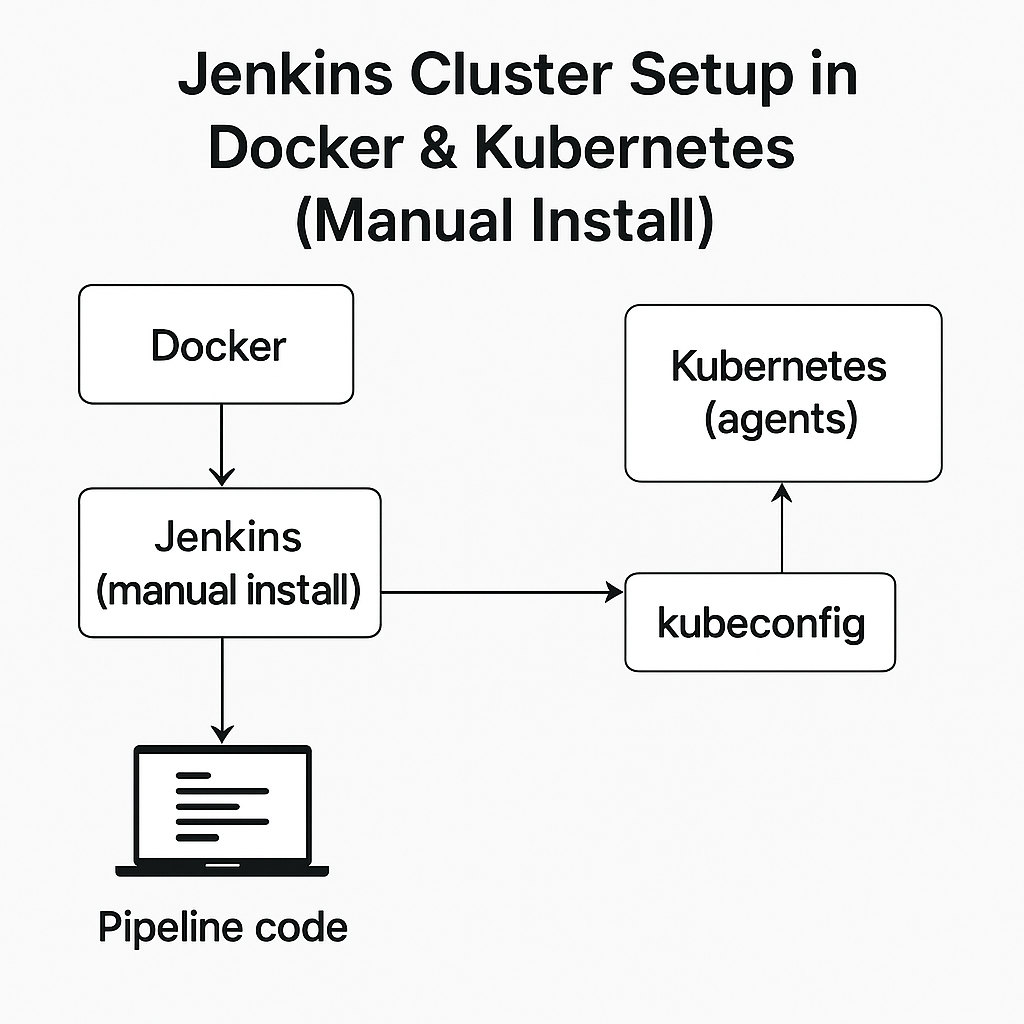 Jenkins Cluster Setup in
Docker & Kubernetes
(Manual Install)
Docker
Kubernetes
(agents)
Jenkins
(manual install)
kubeconfig
Pipeline code